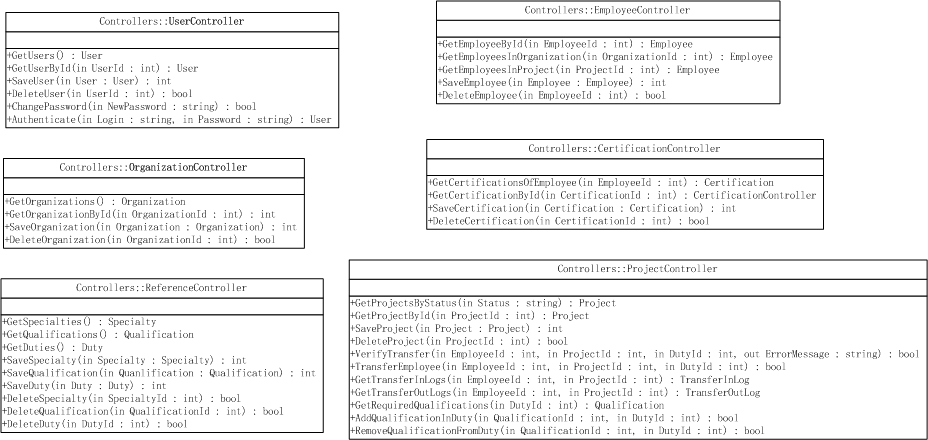 Controllers::UserController
+GetUsers() : User
+GetUserById(in UserId : int) : User
+SaveUser(in User : User) : int
+DeleteUser(in UserId : int) : bool
+ChangePassword(in NewPassword : string) : bool
+Authenticate(in Login : string, in Password : string) : User
Controllers::EmployeeController
+GetEmployeeById(in EmployeeId : int) : Employee
+GetEmployeesInOrganization(in OrganizationId : int) : Employee
+GetEmployeesInProject(in ProjectId : int) : Employee
+SaveEmployee(in Employee : Employee) : int
+DeleteEmployee(in EmployeeId : int) : bool
Controllers::OrganizationController
+GetOrganizations() : Organization
+GetOrganizationById(in OrganizationId : int) : int
+SaveOrganization(in Organization : Organization) : int
+DeleteOrganization(in OrganizationId : int) : bool
Controllers::CertificationController
+GetCertificationsOfEmployee(in EmployeeId : int) : Certification
+GetCertificationById(in CertificationId : int) : CertificationController
+SaveCertification(in Certification : Certification) : int
+DeleteCertification(in CertificationId : int) : bool
Controllers::ReferenceController
+GetSpecialties() : Specialty
+GetQualifications() : Qualification
+GetDuties() : Duty
+SaveSpecialty(in Specialty : Specialty) : int
+SaveQualification(in Quanlification : Qualification) : int
+SaveDuty(in Duty : Duty) : int
+DeleteSpecialty(in SpecialtyId : int) : bool
+DeleteQualification(in QualificationId : int) : bool
+DeleteDuty(in DutyId : int) : bool
Controllers::ProjectController
+GetProjectsByStatus(in Status : string) : Project
+GetProjectById(in ProjectId : int) : Project
+SaveProject(in Project : Project) : int
+DeleteProject(in ProjectId : int) : bool
+VerifyTransfer(in EmployeeId : int, in ProjectId : int, in DutyId : int, out ErrorMessage : string) : bool
+TransferEmployee(in EmployeeId : int, in ProjectId : int, in DutyId : int) : bool
+GetTransferInLogs(in EmployeeId : int, in ProjectId : int) : TransferInLog
+GetTransferOutLogs(in EmployeeId : int, in ProjectId : int) : TransferOutLog
+GetRequiredQualifications(in DutyId : int) : Qualification
+AddQualificationInDuty(in QualificationId : int, in DutyId : int) : bool
+RemoveQualificationFromDuty(in QualificationId : int, in DutyId : int) : bool